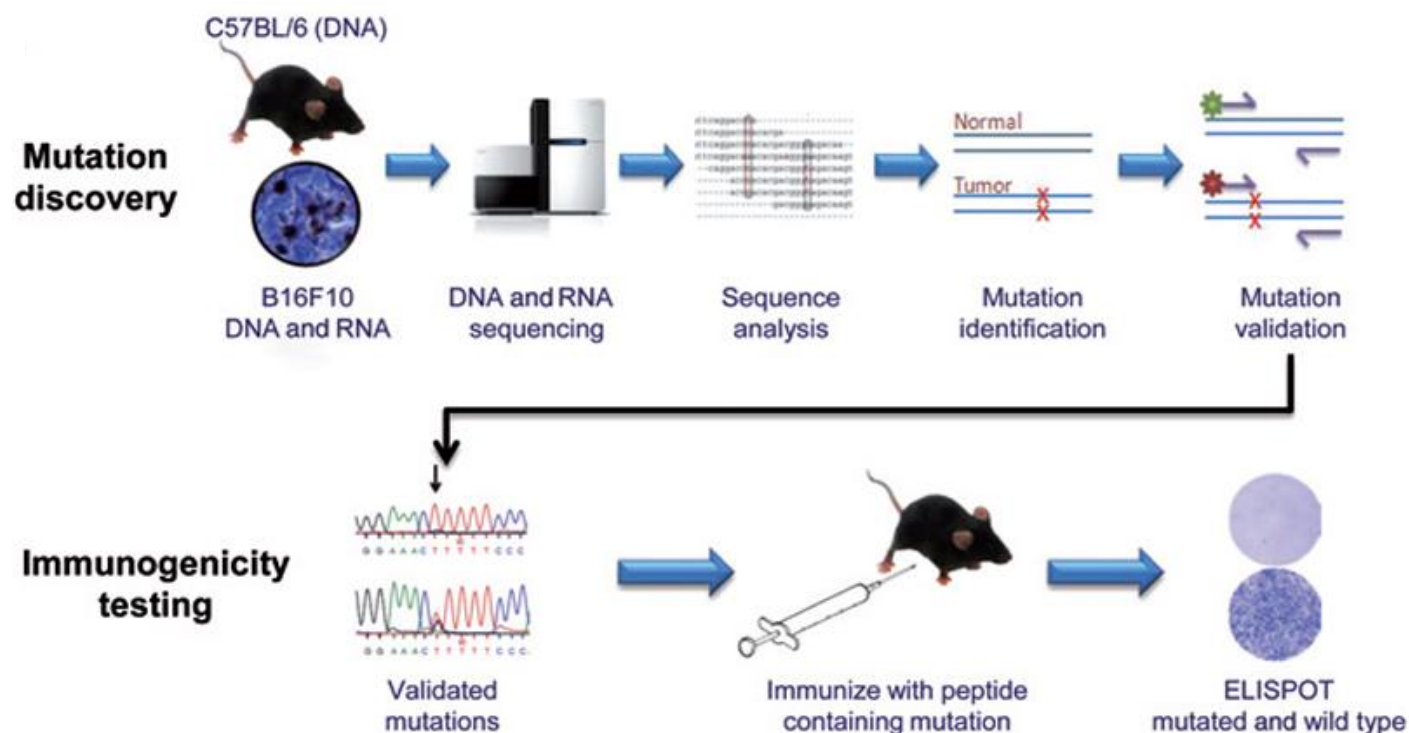 C57BL/6 (DNA)
Mutation
discovery
Normal
Tumor
X
X
X
X
B16F10
DNA and RNA
DNA and RNA
sequencing
Sequence
analysis
Mutation
identification
Mutation
validation
G G A A A C T T T T T C C C
G G A A A C T T T T T C C C
Immunogenicity
testing
Validated
mutations
Immunize with peptide
containing mutation
ELISPOT
mutated and wild type